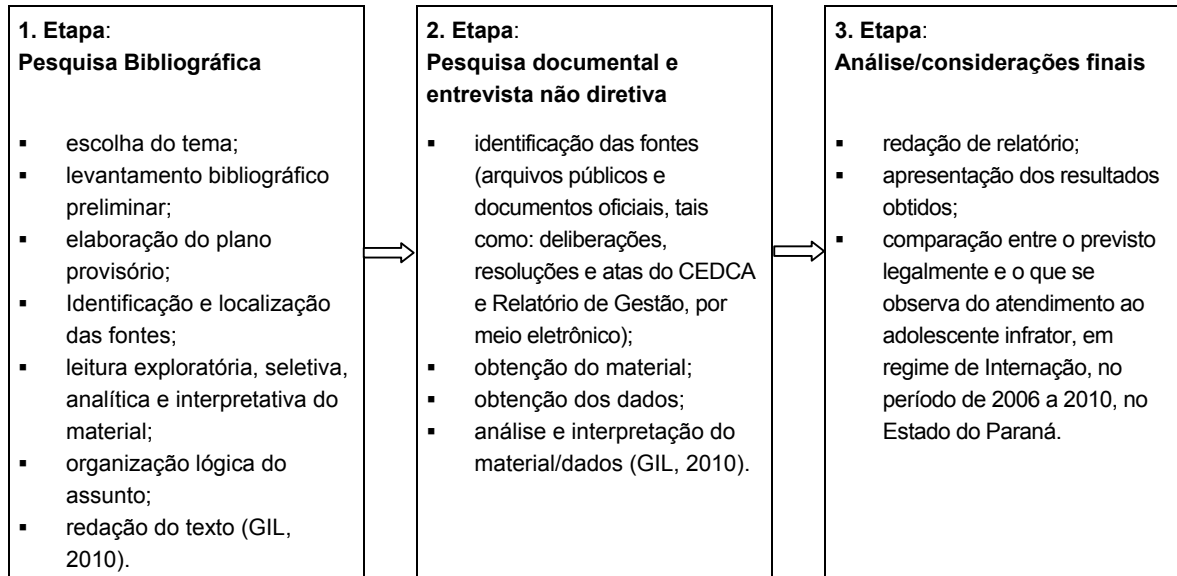 1. Etapa:
Pesquisa Bibliográfica
▪ escolha do tema;
▪ levantamento bibliográfico
preliminar;
▪ elaboração do plano
provisório;
▪ Identificação e localização
das fontes;
▪ leitura exploratória, seletiva,
analítica e interpretativa do
material;
▪ organização lógica do
assunto;
▪ redação do texto (GIL,
2010).
2. Etapa:
Pesquisa documental e
entrevista não diretiva
▪ identificação das fontes
(arquivos públicos e
documentos oficiais, tais
como: deliberações,
resoluções e atas do CEDCA
e Relatório de Gestão, por
meio eletrônico);
▪ obtenção do material;
▪ obtenção dos dados;
▪ análise e interpretação do
material/dados (GIL, 2010).
3. Etapa:
Análise/considerações finais
▪ redação de relatório;
▪ apresentação dos resultados
obtidos;
▪ comparação entre o previsto
legalmente e o que se
observa do atendimento ao
adolescente infrator, em
regime de Internação, no
período de 2006 a 2010, no
Estado do Paraná.